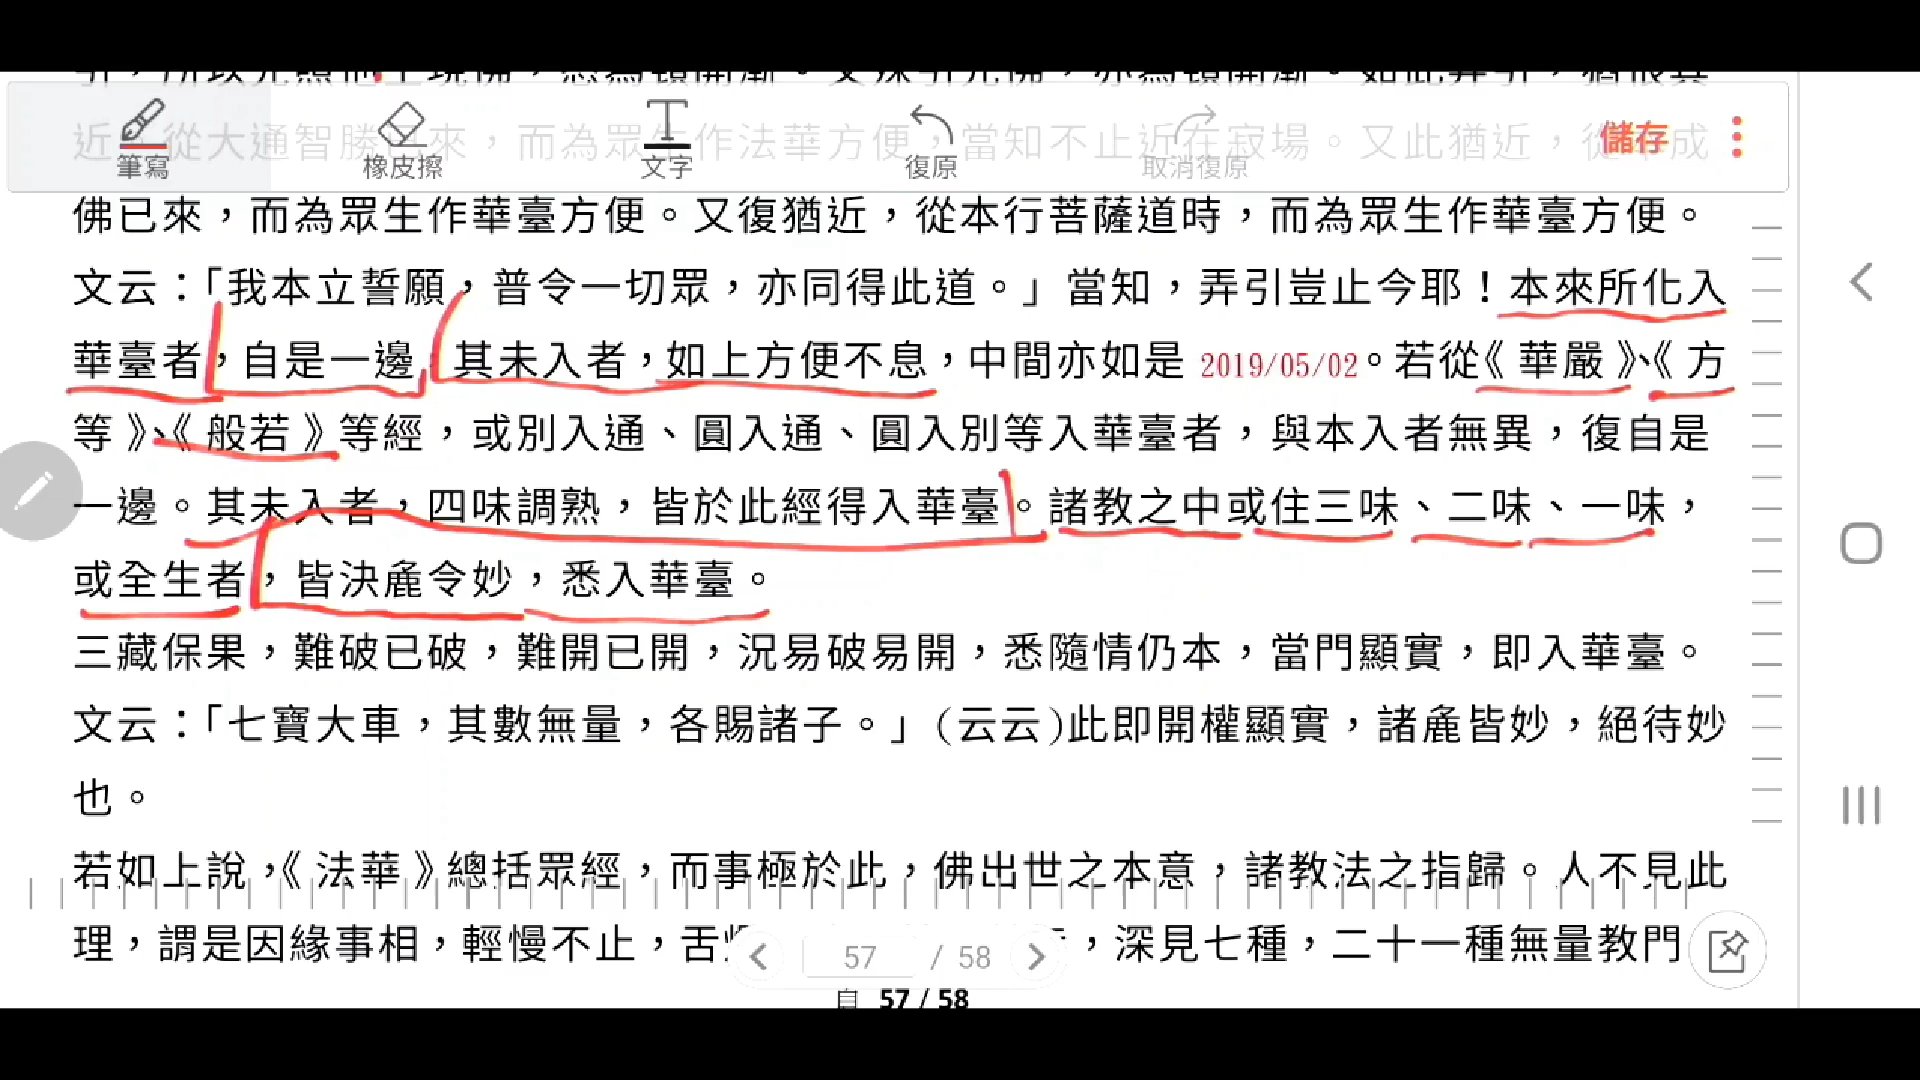 筆寫
橡皮擦
文字
復原
取消復原
儲存
近，從大通智勝已來，而為眾生作法華方便，當知不止近在寂場。又此猶近，從本成
佛已來，而為眾生作華臺方便。又復猶近，從本行菩薩道時，而為眾生作華臺方便。
文云：「我本立誓願，普令一切眾，亦同得此道。」當知，弄引豈止今耶！本來所化入
華臺者，自是一邊，其未入者，如上方便不息，中間亦如是 2019/05/02。若從《華嚴》、《方
等》、《般若》等經，或別入通、圓入通、圓入別等入華臺者，與本入者無異，復自是
一邊。其未入者，四味調熟，皆於此經得入華臺。諸教之中或住三味、二味、一味，
或全生者，皆決麁令妙，悉入華臺。
三藏保果，難破已破，難開已開，況易破易開，悉隨情仍本，當門顯實，即入華臺。
文云：「七寶大車，其數無量，各賜諸子。」(云云)此即開權顯實，諸麁皆妙，絕待妙
也。
若如上說，《法華》總括眾經，而事極於此，佛出世之本意，諸教法之指歸。人不見此
理，謂是因緣事相，輕慢不止，舌，深見七種，二十一種無量教門
57 / 58
57 / 58